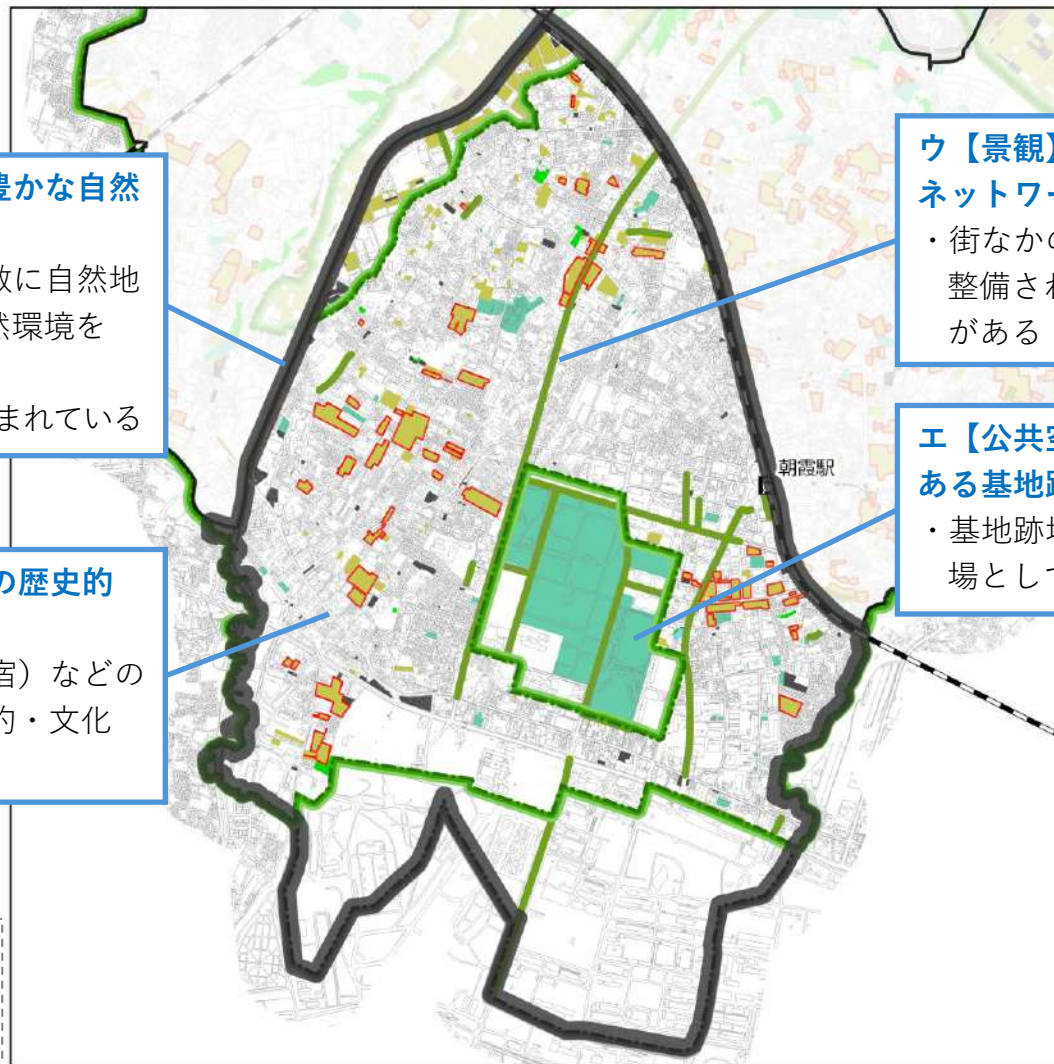 豊かな自然
敷に自然地
然環境を
まれている
の歴史的
宿）などの
的・文化
ウ【景観】
ネットワー
・街なかの
整備され
がある
エ【公共空
ある基地跡
・基地跡地
場として
朝霞駅